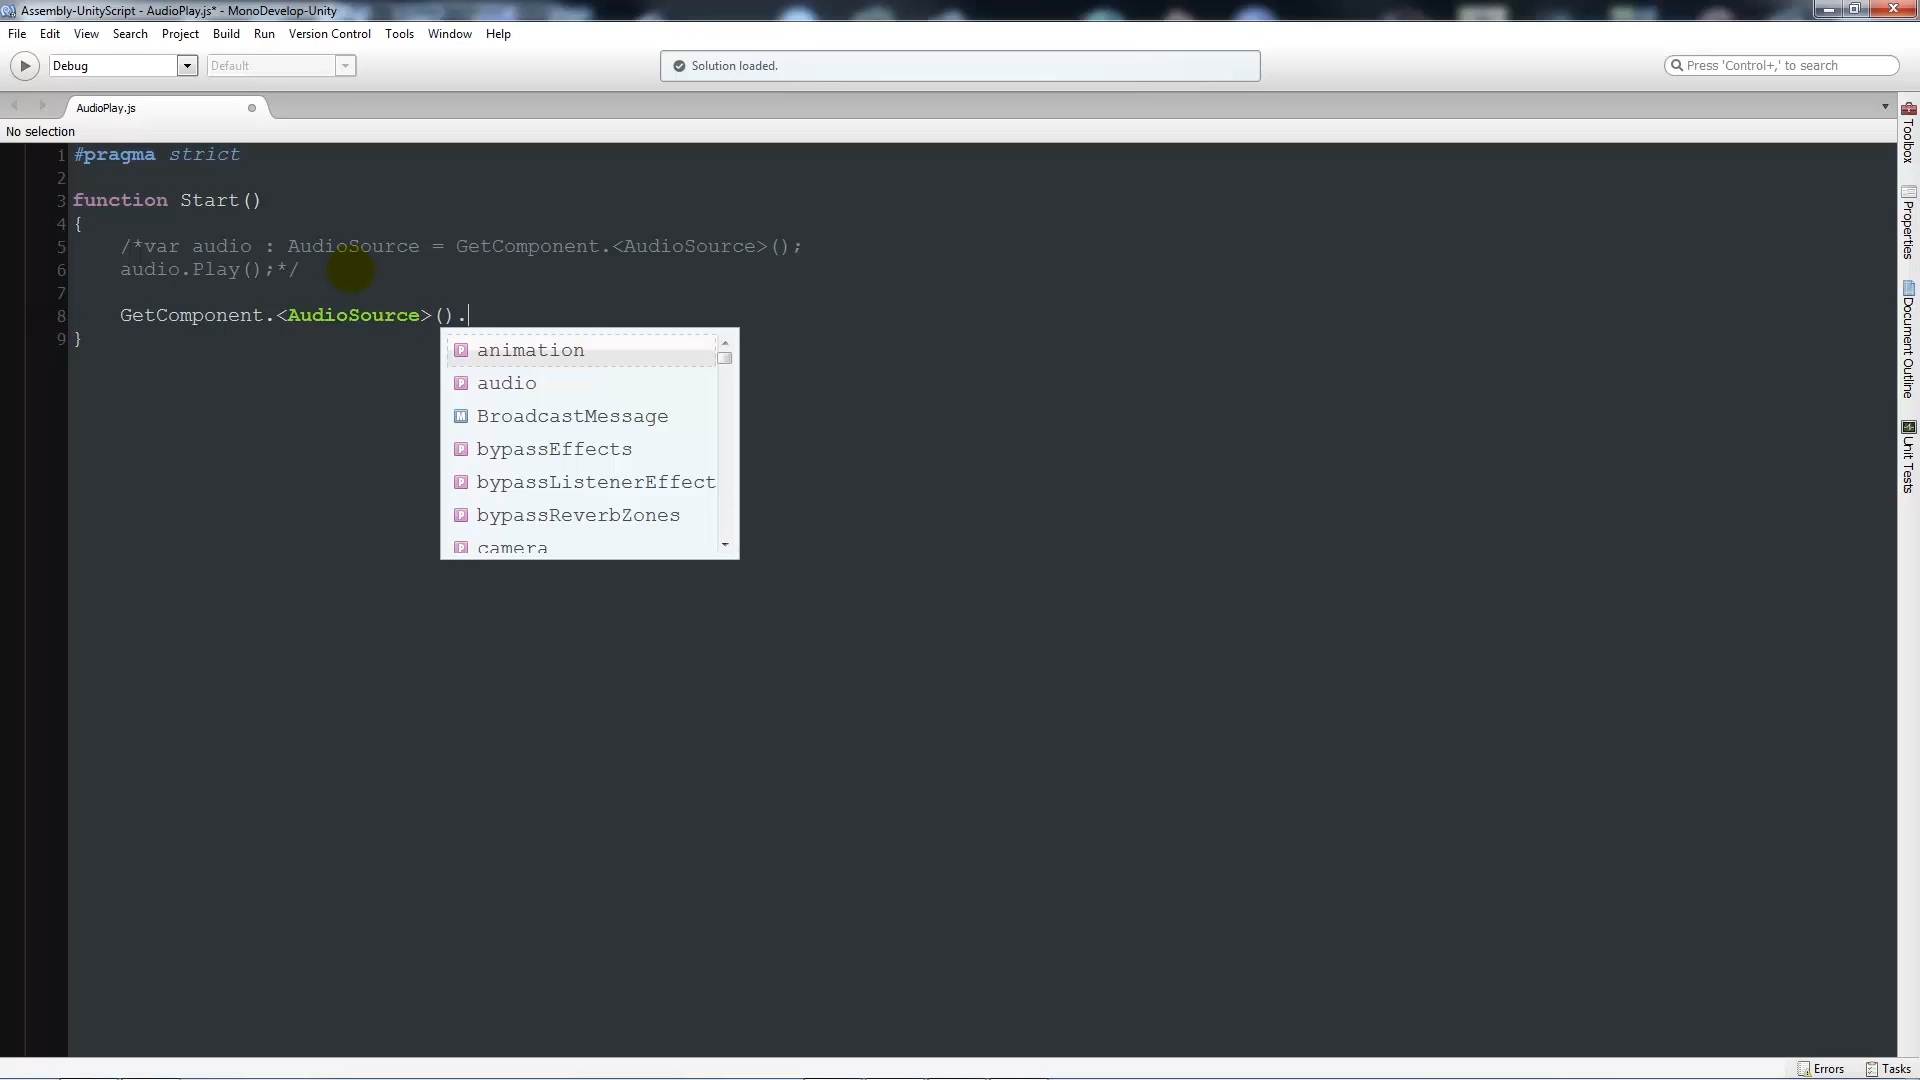 Assembly-UnityScript - AudioPlay.js* - MonoDevelop-Unity
File Edit View Search Project Build Run Version Control Tools Window Help
Debug Default Solution loaded. Press 'Control+,' to search
AudioPlay.js
No selection
1 #pragma strict
2
3 function Start()
4 {
5 /*var audio : AudioSource = GetComponent.<AudioSource>();
6 audio.Play();*/
7
8 GetComponent.<AudioSource>().
9 }
P animation
P audio
M BroadcastMessage
P bypassEffects
P bypassListenerEffect
P bypassReverbZones
P camera
Toolbox
Properties
Document Outline
Unit Tests
Errors Tasks